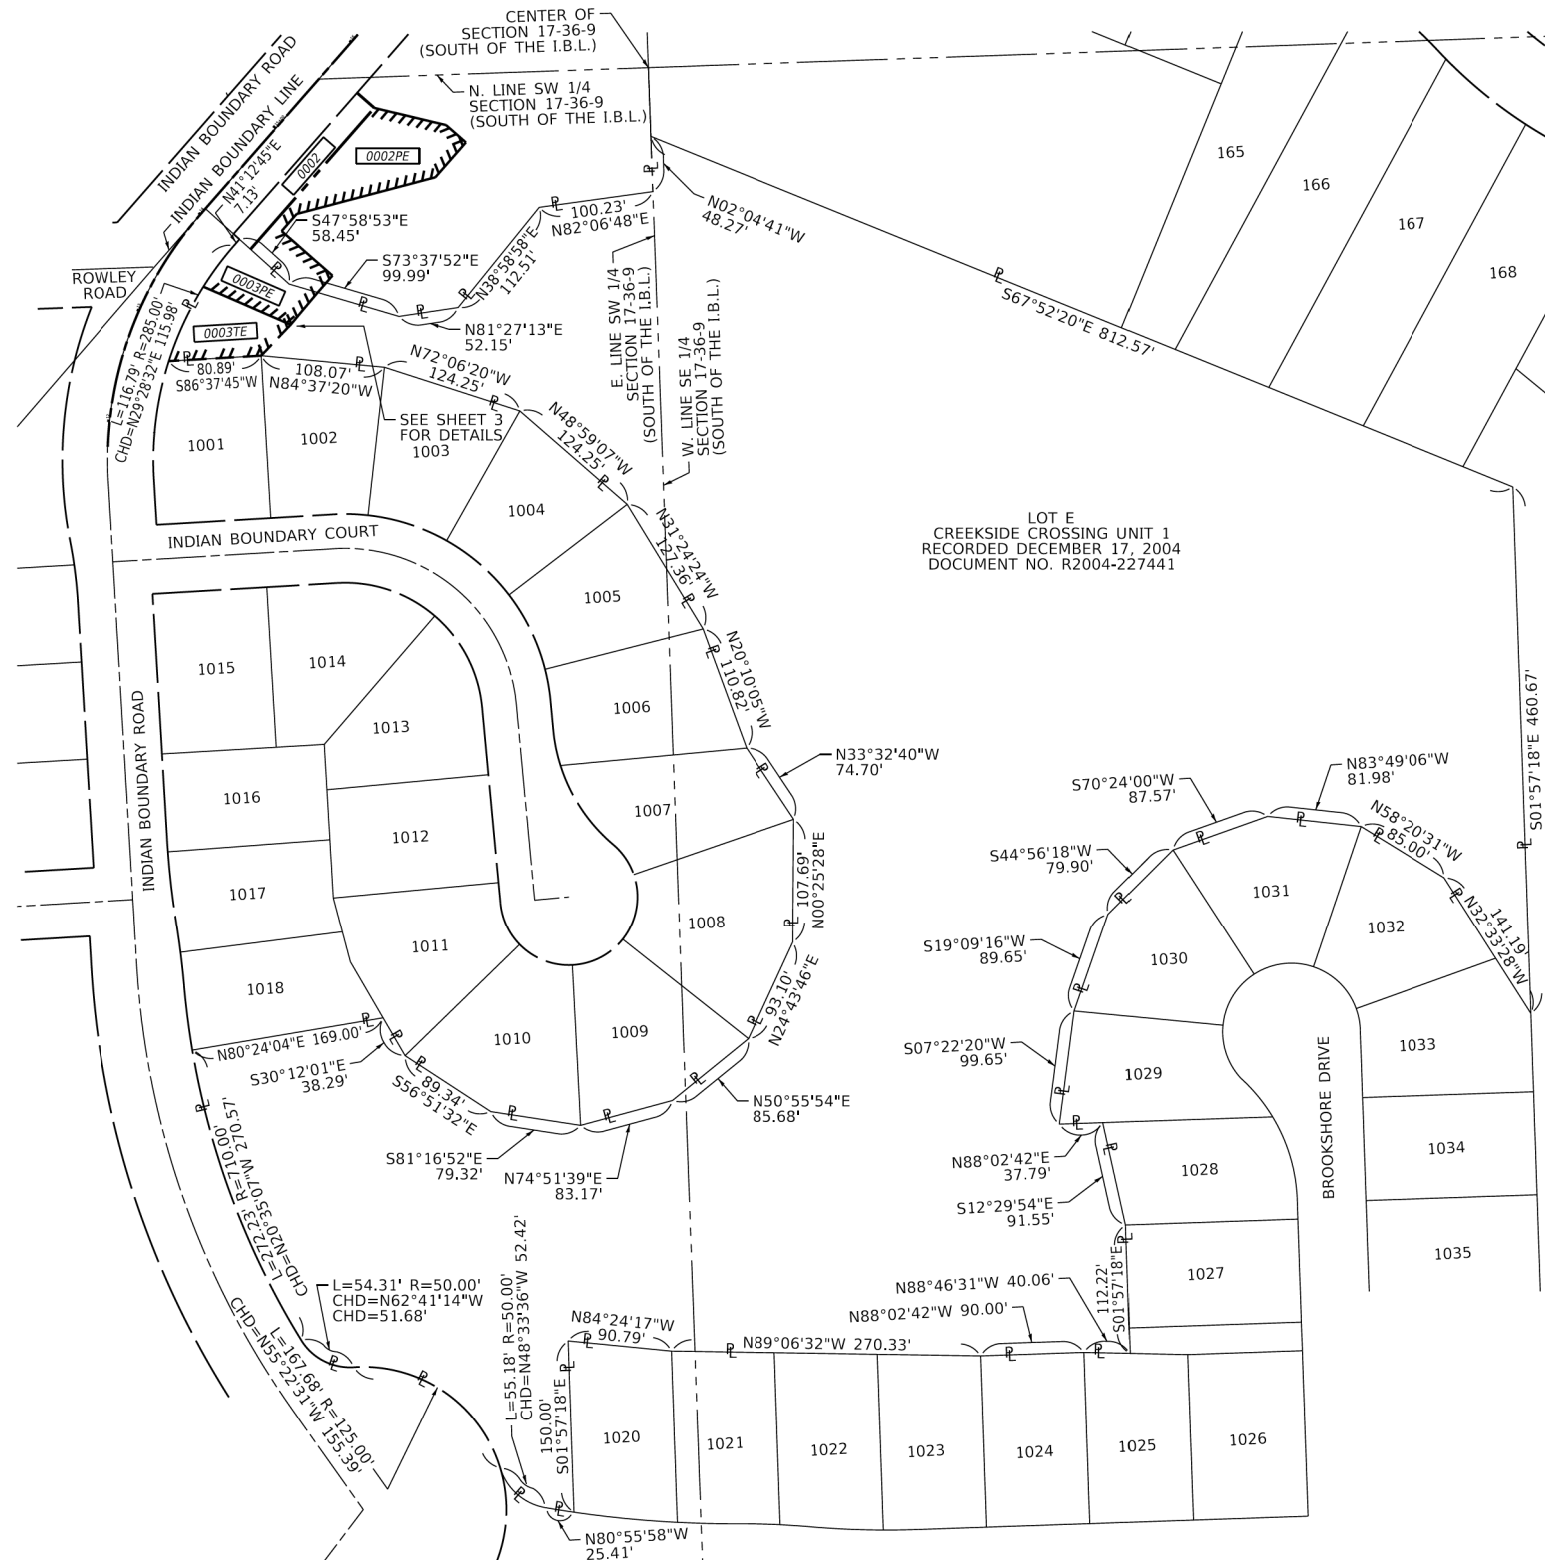 CENTER OF
SECTION 17-36-9
(SOUTH OF THE I.B.L.)
N. LINE SW 1/4
SECTION 17-36-9
(SOUTH OF THE I.B.L.)
INDIAN BOUNDARY ROAD
INDIAN BOUNDARY LINE
N41°12'45"E
7.13'
0002
0002PE
S47°58'53"E
58.45'
S73°37'52"E
99.99'
N38°58'58"E
112.51'
100.23'
N82°06'48"E
N02°04'41"W
48.27'
N81°27'13"E
52.15'
ROWLEY
ROAD
0003PE
0003TE
L=116.79' R=285.00'
CHD=N29°28'32"E 115.98'
80.89'
S86°37'45"W
108.07'
N84°37'20"W
N72°06'20"W
124.25'
SEE SHEET 3
FOR DETAILS
1003
N48°59'07"W
124.25'
E. LINE SW 1/4
SECTION 17-36-9
(SOUTH OF THE I.B.L.)
W. LINE SE 1/4
SECTION 17-36-9
(SOUTH OF THE I.B.L.)
S67°52'20"E 812.57'
165
166
167
168
LOT E
CREEKSIDE CROSSING UNIT 1
RECORDED DECEMBER 17, 2004
DOCUMENT NO. R2004-227441
S01°57'18"E 460.67'
1001
1002
1004
1005
1006
1007
1008
1009
1010
1011
1012
1013
1014
1015
1016
1017
1018
INDIAN BOUNDARY COURT
INDIAN BOUNDARY ROAD
N31°24'24"W
127.36'
N20°10'05"W
110.82'
N33°32'40"W
74.70'
107.69'
N00°25'28"E
93.10'
N24°43'46"E
N50°55'54"E
85.68'
N74°51'39"E
83.17'
S81°16'52"E
79.32'
89.34'
S56°51'32"E
S30°12'01"E
38.29'
N80°24'04"E 169.00'
L=272.23' R=710.00'
CHD=N20°35'07"W 270.57'
L=54.31' R=50.00'
CHD=N62°41'14"W
CHD=51.68'
L=167.68' R=125.00'
CHD=N55°22'31"W 155.39'
L=55.18' R=50.00'
CHD=N48°33'36"W 52.42'
150.00'
S01°57'18"E
N80°55'58"W
25.41'
N84°24'17"W
90.79'
N89°06'32"W 270.33'
N88°02'42"W 90.00'
N88°46'31"W 40.06'
112.22'
S01°57'18"E
S12°29'54"E
91.55'
N88°02'42"E
37.79'
S07°22'20"W
99.65'
S19°09'16"W
89.65'
S44°56'18"W
79.90'
S70°24'00"W
87.57'
N83°49'06"W
81.98'
N58°20'31"W
85.00'
141.19'
N32°33'28"W
1031
1032
1030
1033
1029
BROOKSHORE DRIVE
1034
1028
1027
1035
1020
1021
1022
1023
1024
1025
1026